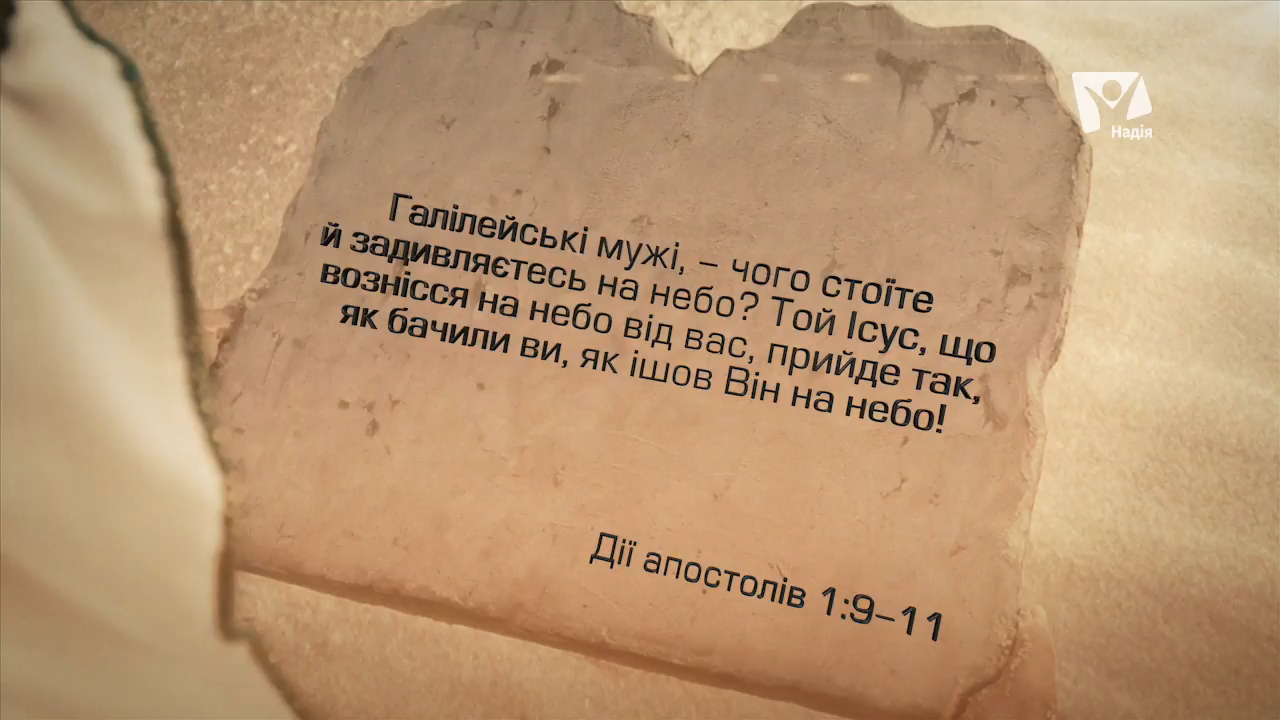 Надія
Галілейські мужі, – чого стоїте
й задивляєтесь на небо? Той Ісус, що
вознісся на небо від вас, прийде так,
як бачили ви, як ішов Він на небо!
Дії апостолів 1:9–11